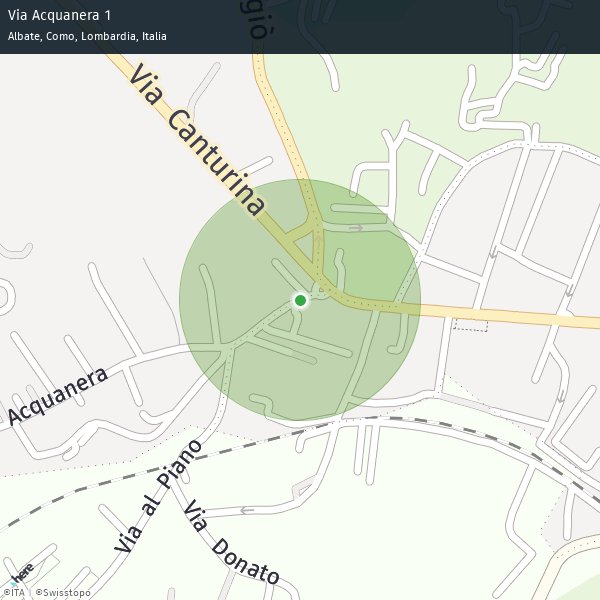 Via Acquanera 1
Albate, Como, Lombardia, Italia
giò
Via Canturina
Acquanera
Via al Piano
Via Donato
here
©ITA | ©Swisstopo